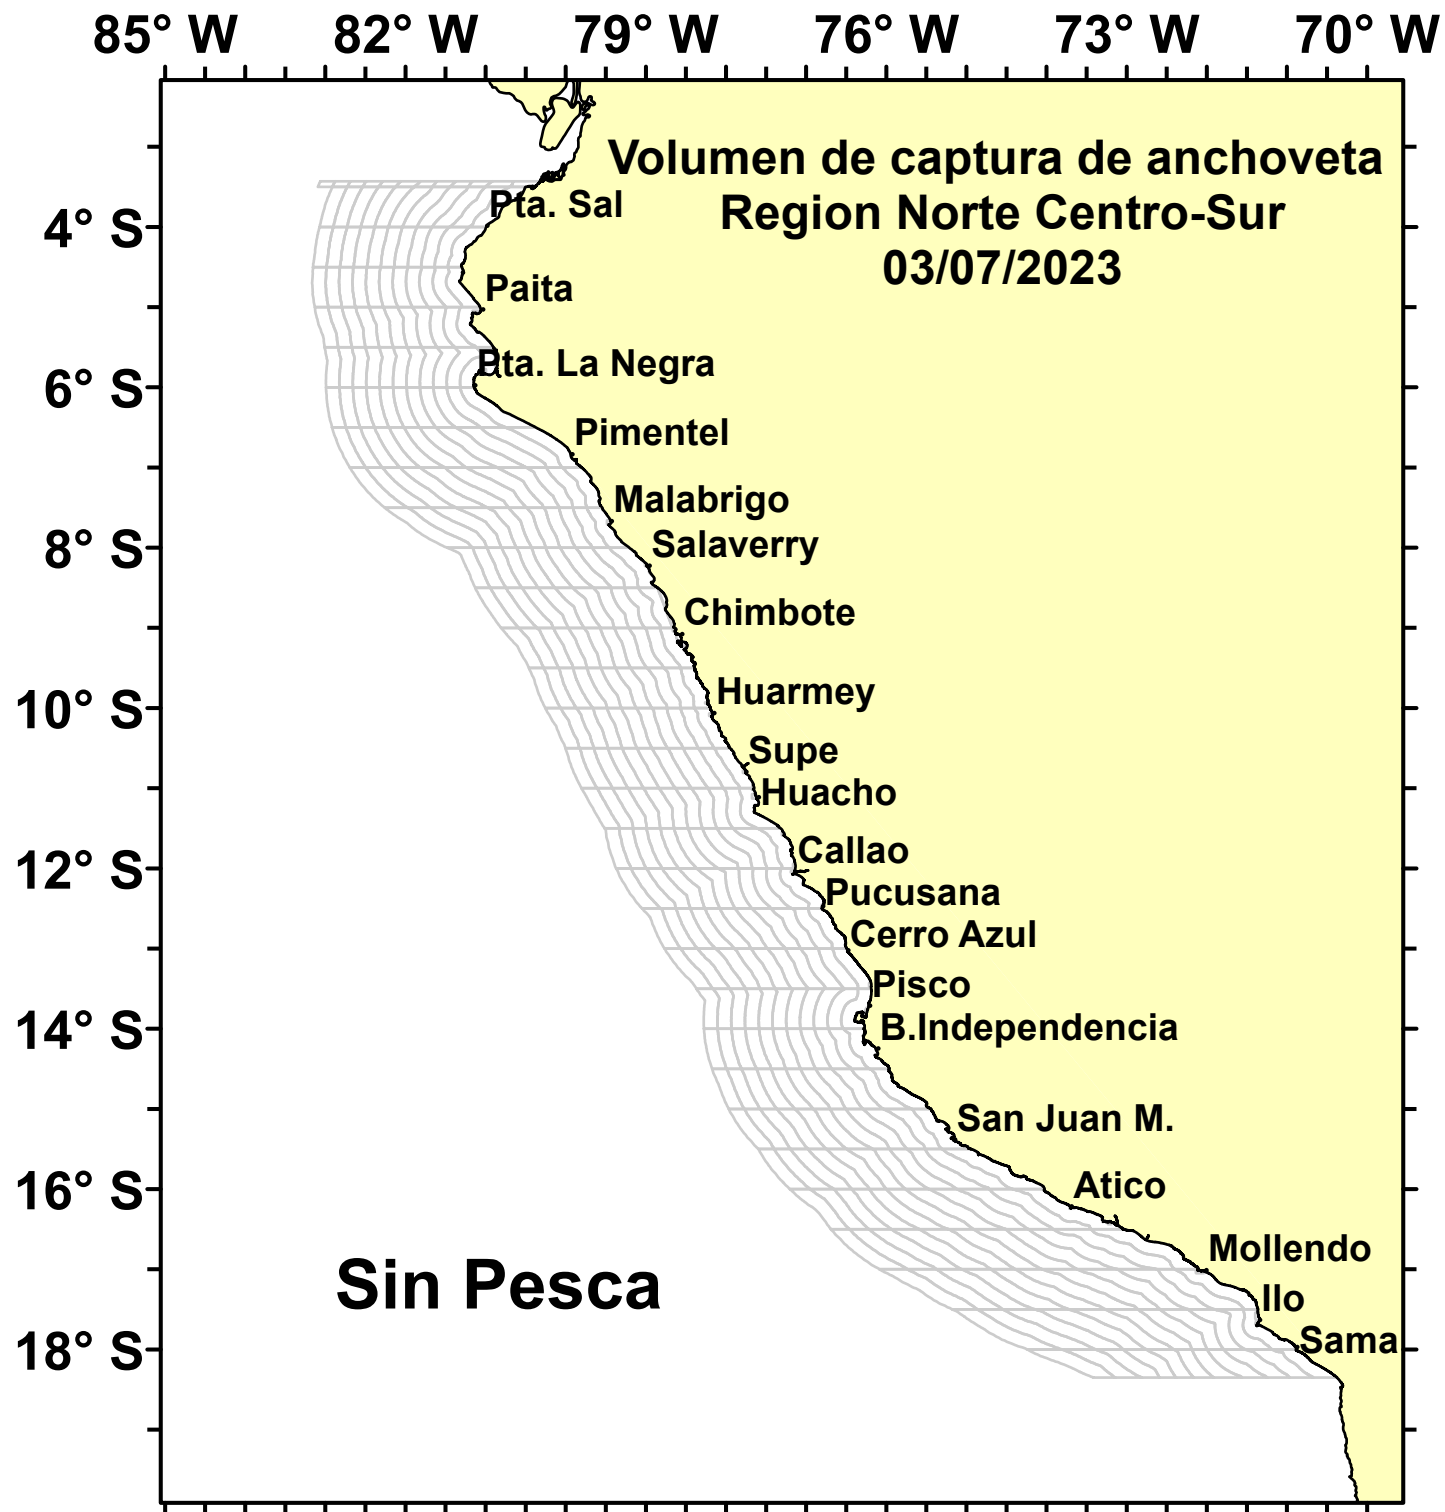 85° W 82° W 79° W 76° W 73° W 70° W
Volumen de captura de anchoveta
Region Norte Centro-Sur
03/07/2023
Pta. Sal
4° S
Paita
Pta. La Negra
6° S
Pimentel
Malabrigo
8° S
Salaverry
Chimbote
Huarmey
10° S
Supe
Huacho
Callao
12° S
Pucusana
Cerro Azul
Pisco
14° S
B.Independencia
San Juan M.
16° S
Atico
Mollendo
Sin Pesca
Ilo
18° S
Sama